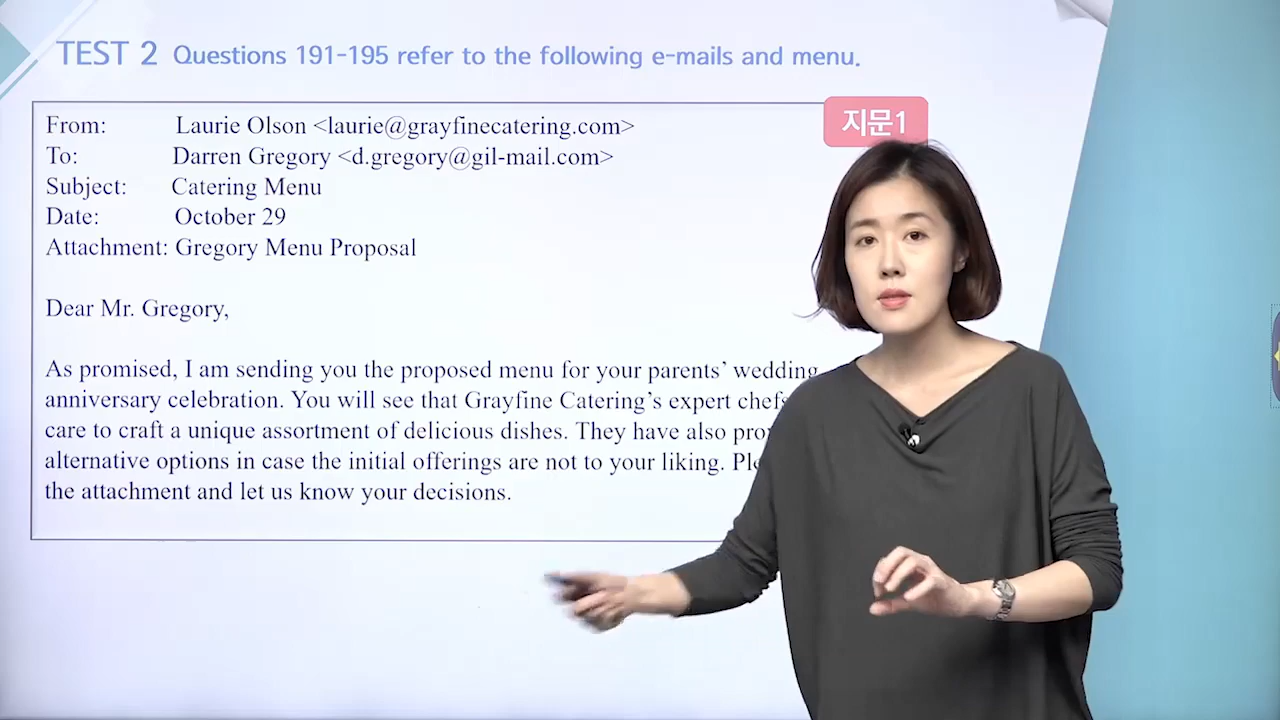 TEST 2 Questions 191-195 refer to the following e-mails and menu.
지문1
From: Laurie Olson <laurie@grayfinecatering.com>
To: Darren Gregory <d.gregory@gil-mail.com>
Subject: Catering Menu
Date: October 29
Attachment: Gregory Menu Proposal
Dear Mr. Gregory,
As promised, I am sending you the proposed menu for your parents’ wedding
anniversary celebration. You will see that Grayfine Catering’s expert chefs
care to craft a unique assortment of delicious dishes. They have also
alternative options in case the initial offerings are not to your liking.
the attachment and let us know your decisions.